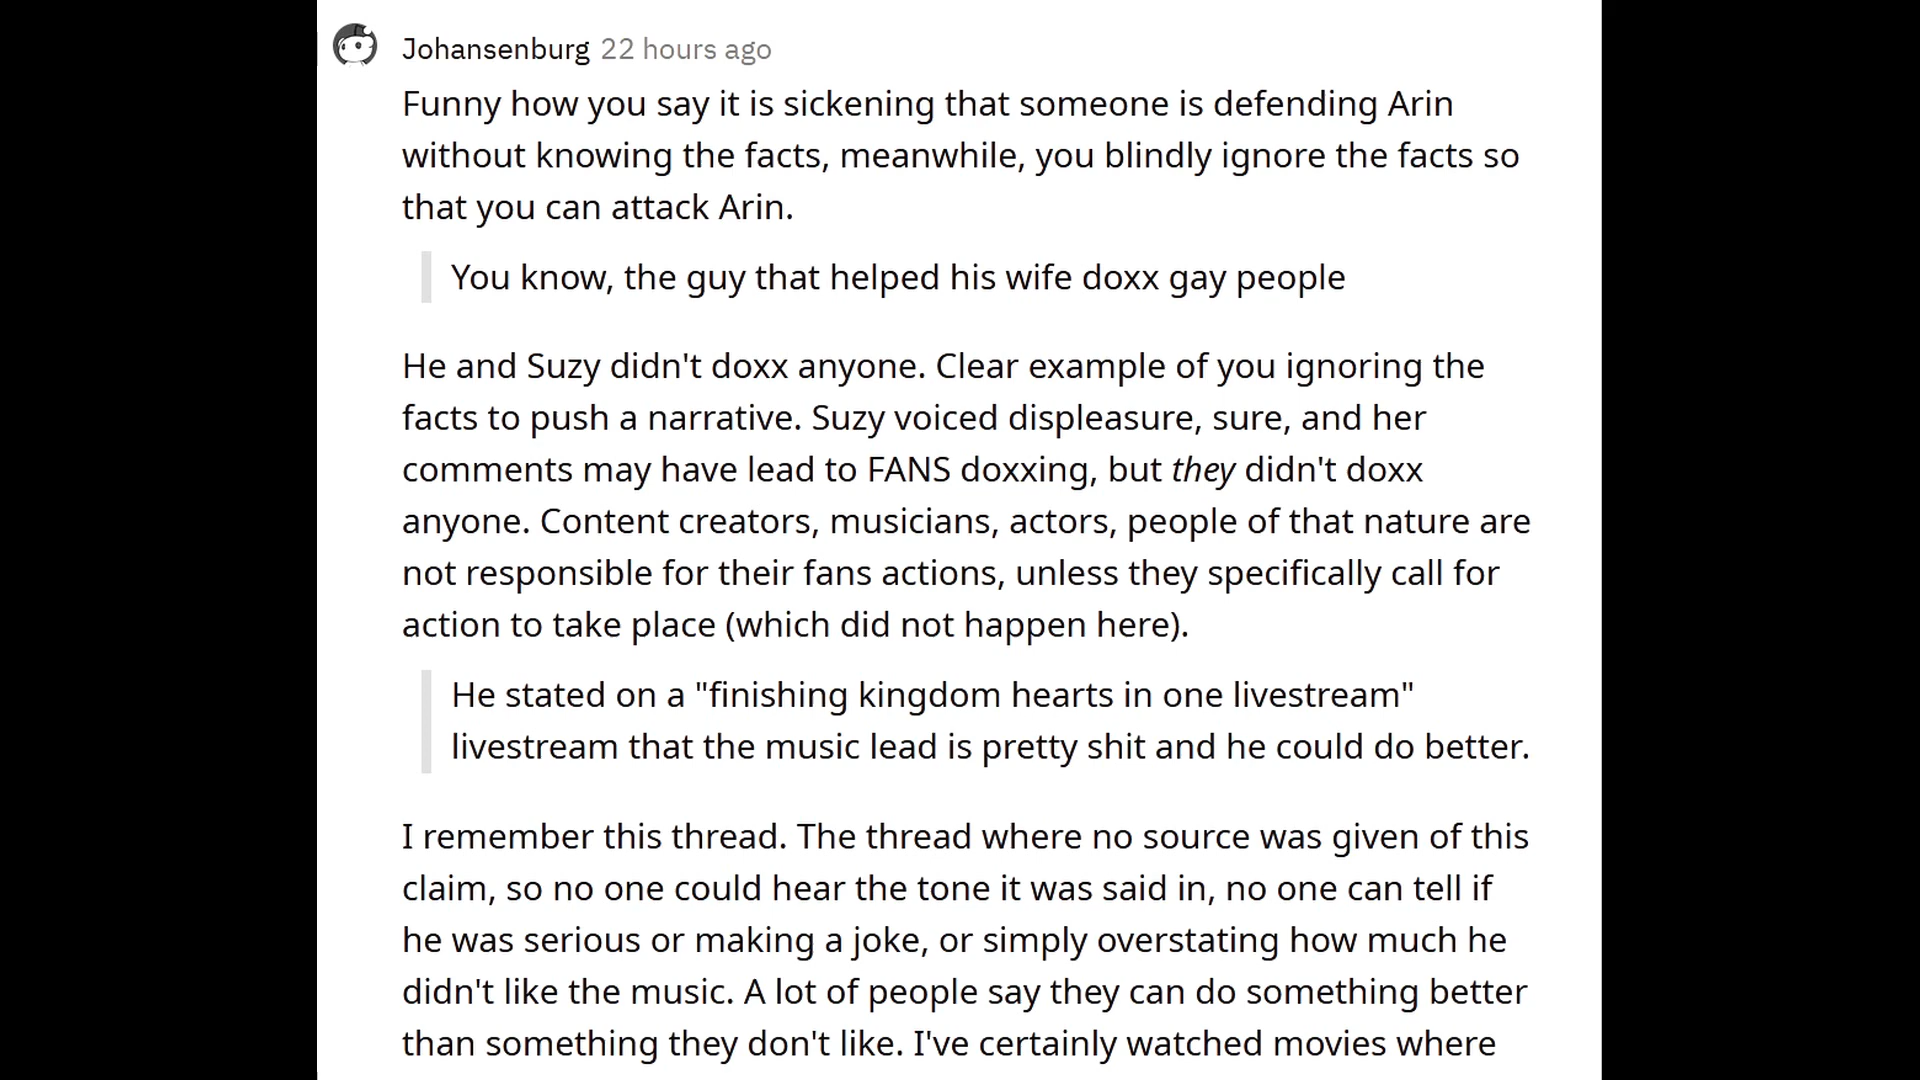 Johansenburg 22 hours ago
Funny how you say it is sickening that someone is defending Arin
without knowing the facts, meanwhile, you blindly ignore the facts so
that you can attack Arin.
You know, the guy that helped his wife doxx gay people
He and Suzy didn't doxx anyone. Clear example of you ignoring the
facts to push a narrative. Suzy voiced displeasure, sure, and her
comments may have lead to FANS doxxing, but they didn't doxx
anyone. Content creators, musicians, actors, people of that nature are
not responsible for their fans actions, unless they specifically call for
action to take place (which did not happen here).
He stated on a "finishing kingdom hearts in one livestream"
livestream that the music lead is pretty shit and he could do better.
I remember this thread. The thread where no source was given of this
claim, so no one could hear the tone it was said in, no one can tell if
he was serious or making a joke, or simply overstating how much he
didn't like the music. A lot of people say they can do something better
than something they don't like. I've certainly watched movies where